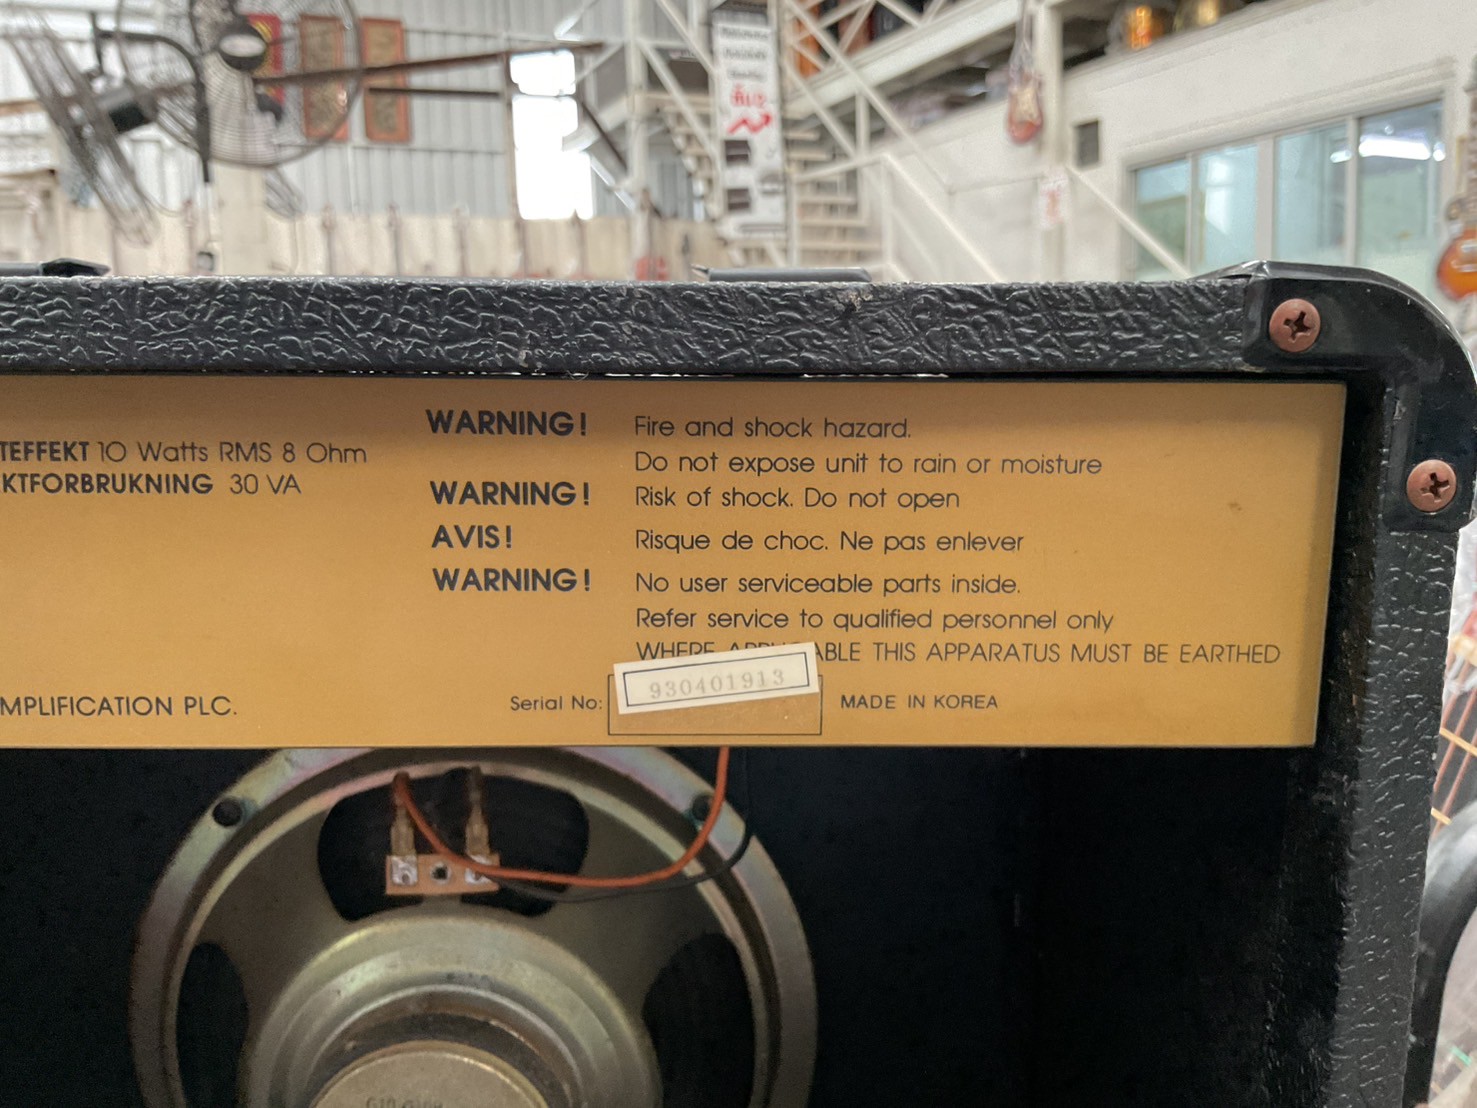 TEFFEKT 10 Watts RMS 8 Ohm
KTFORBRUKNING 30 VA
WARNING! Fire and shock hazard.
Do not expose unit to rain or moisture
WARNING! Risk of shock. Do not open
AVIS! Risque de choc. Ne pas enlever
WARNING! No user serviceable parts inside.
Refer service to qualified personnel only
WHERE THIS APPARATUS MUST BE EARTHED
MPLIFICATION PLC.
Serial No: 930401913 MADE IN KOREA